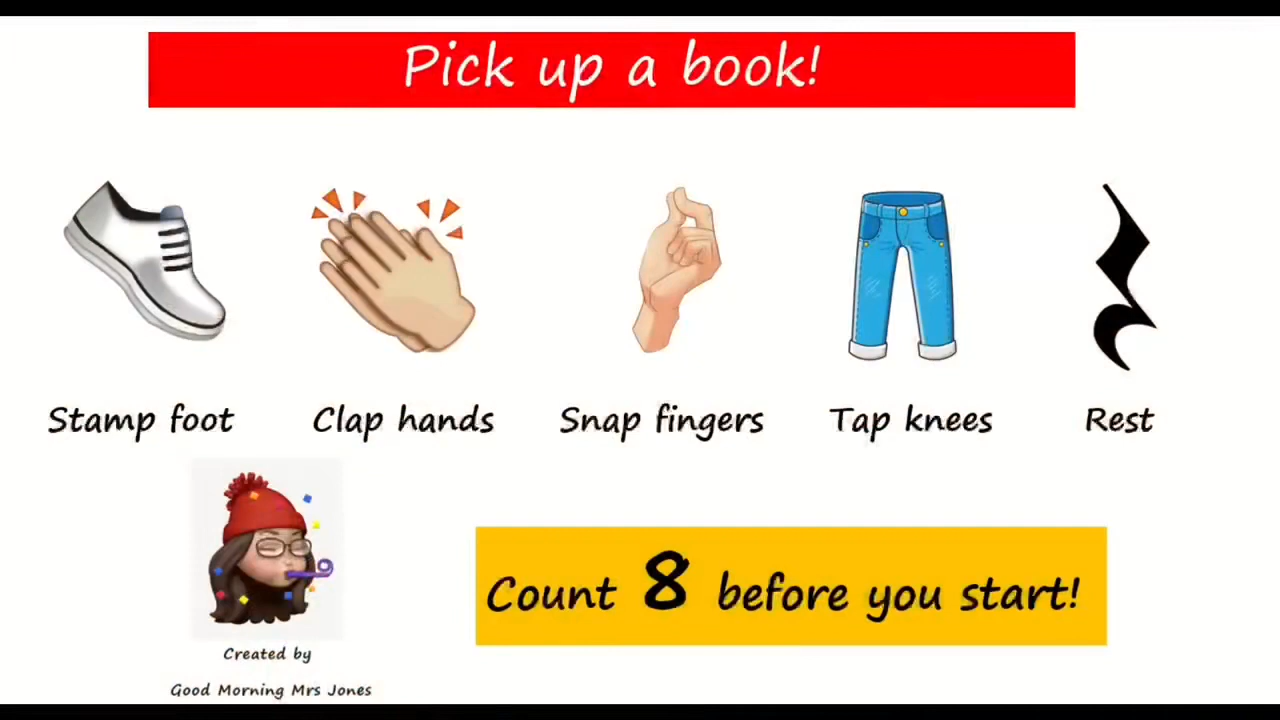 Pick up a book!
Stamp foot Clap hands Snap fingers Tap knees Rest
Count 8 before you start!
Created by
Good Morning Mrs Jones